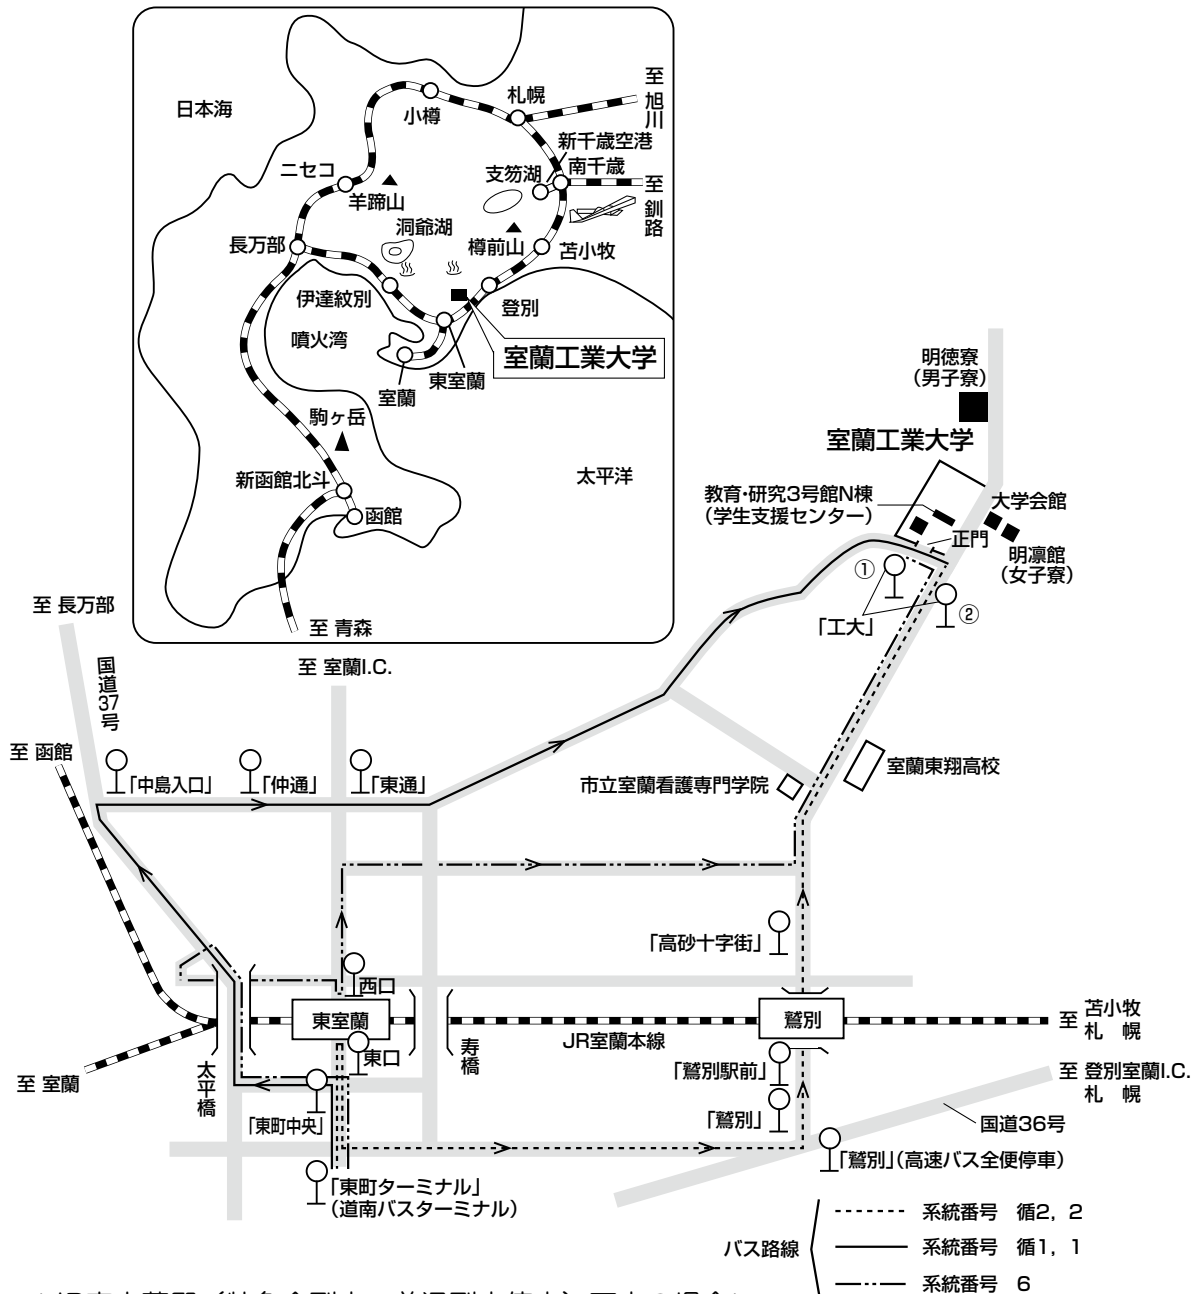 日本海
小樽
札幌
至 旭川
新千歳空港
支笏湖
南千歳
至 釧路
ニセコ
羊蹄山
洞爺湖
樽前山
苫小牧
長万部
伊達紋別
登別
噴火湾
室蘭工業大学
東室蘭
室蘭
駒ヶ岳
新函館北斗
函館
太平洋
至 青森
明徳寮
(男子寮)
室蘭工業大学
教育・研究3号館N棟
(学生支援センター)
大学会館
正門
明凛館
(女子寮)
①
「工大」
②
至 長万部
国道37号
至 室蘭I.C.
至 函館
「中島入口」
「仲通」
「東通」
市立室蘭看護専門学院
室蘭東翔高校
「高砂十字街」
西口
東室蘭
東口
鷲別
JR室蘭本線
寿橋
太平橋
至 室蘭
至 苫小牧
札 幌
「鷲別駅前」
「鷲別」
至 登別室蘭I.C.
札 幌
国道36号
「東町中央」
「鷲別」(高速バス全便停車)
「東町ターミナル」
(道南バスターミナル)
バス路線
系統番号 循2，2
系統番号 循1，1
系統番号 6